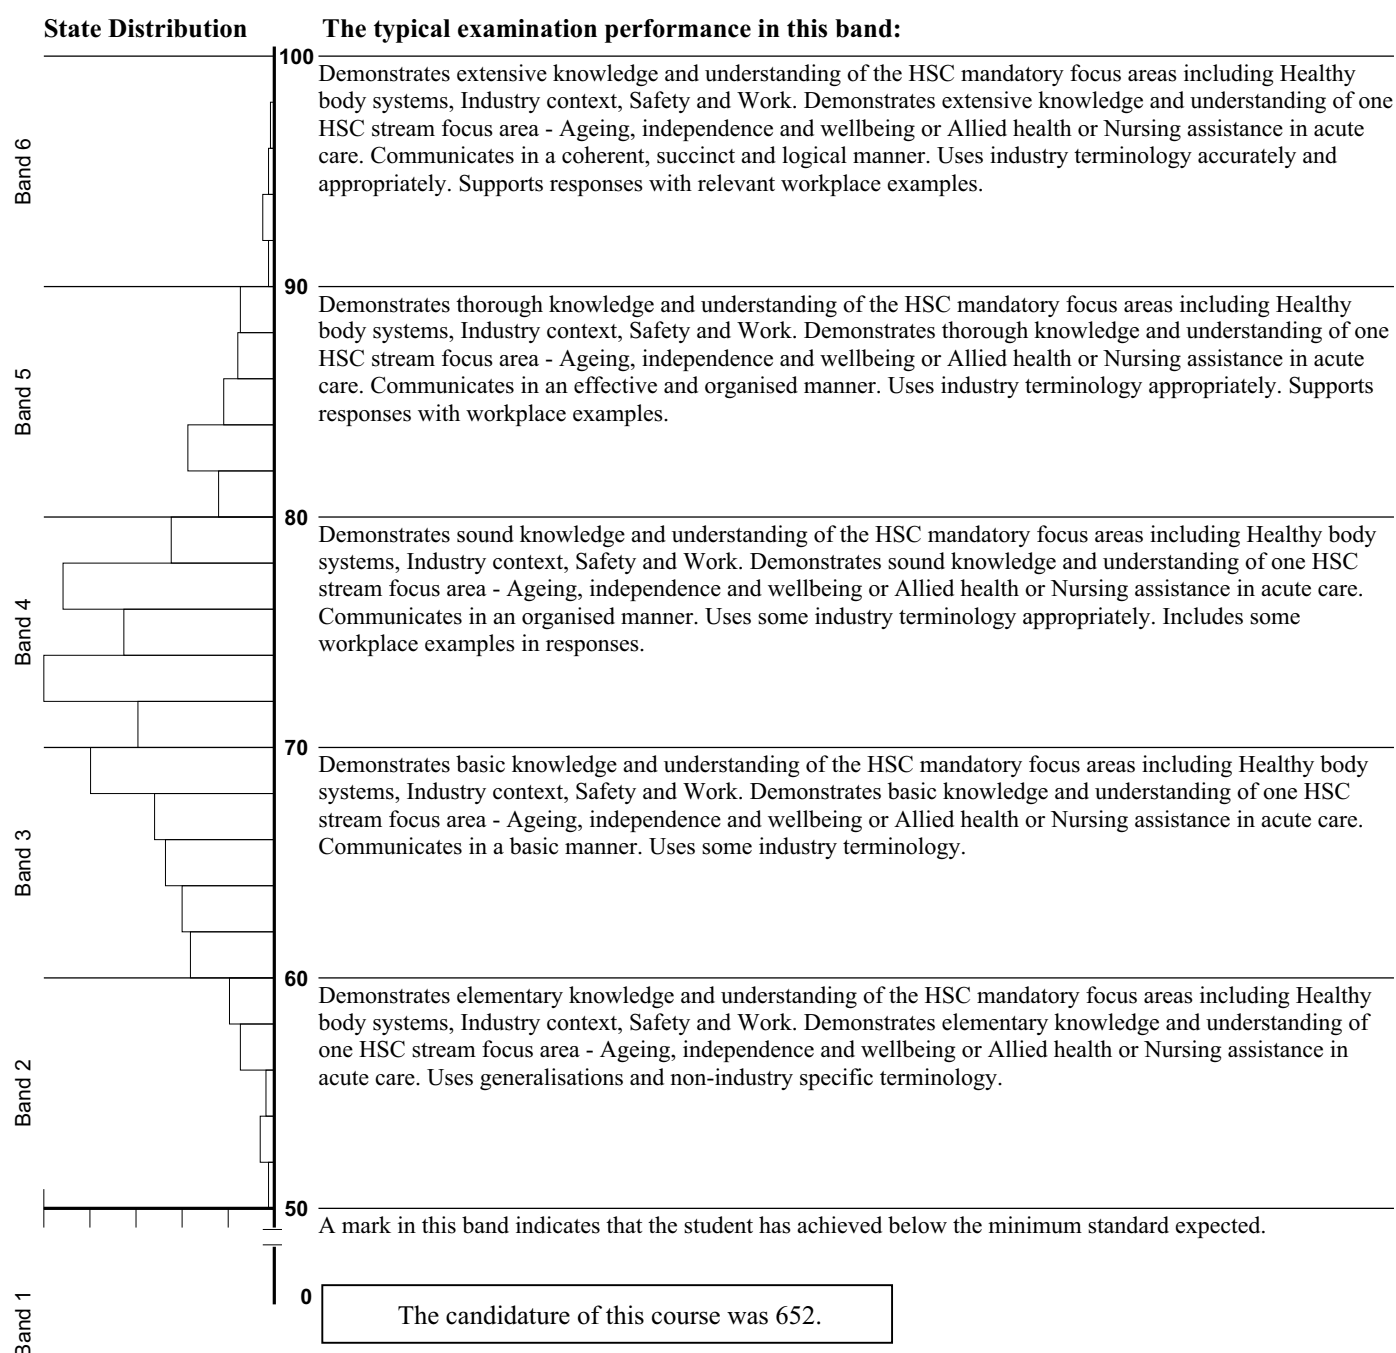 State Distribution
The typical examination performance in this band:
100
Demonstrates extensive knowledge and understanding of the HSC mandatory focus areas including Healthy
body systems, Industry context, Safety and Work. Demonstrates extensive knowledge and understanding of one
HSC stream focus area - Ageing, independence and wellbeing or Allied health or Nursing assistance in acute
care. Communicates in a coherent, succinct and logical manner. Uses industry terminology accurately and
appropriately. Supports responses with relevant workplace examples.
Band 6
90
Demonstrates thorough knowledge and understanding of the HSC mandatory focus areas including Healthy
body systems, Industry context, Safety and Work. Demonstrates thorough knowledge and understanding of one
HSC stream focus area - Ageing, independence and wellbeing or Allied health or Nursing assistance in acute
care. Communicates in an effective and organised manner. Uses industry terminology appropriately. Supports
responses with workplace examples.
Band 5
80
Demonstrates sound knowledge and understanding of the HSC mandatory focus areas including Healthy body
systems, Industry context, Safety and Work. Demonstrates sound knowledge and understanding of one HSC
stream focus area - Ageing, independence and wellbeing or Allied health or Nursing assistance in acute care.
Communicates in an organised manner. Uses some industry terminology appropriately. Includes some
workplace examples in responses.
Band 4
70
Demonstrates basic knowledge and understanding of the HSC mandatory focus areas including Healthy body
systems, Industry context, Safety and Work. Demonstrates basic knowledge and understanding of one HSC
stream focus area - Ageing, independence and wellbeing or Allied health or Nursing assistance in acute care.
Communicates in a basic manner. Uses some industry terminology.
Band 3
60
Demonstrates elementary knowledge and understanding of the HSC mandatory focus areas including Healthy
body systems, Industry context, Safety and Work. Demonstrates elementary knowledge and understanding of
one HSC stream focus area - Ageing, independence and wellbeing or Allied health or Nursing assistance in
acute care. Uses generalisations and non-industry specific terminology.
Band 2
50
A mark in this band indicates that the student has achieved below the minimum standard expected.
0
Band 1
The candidature of this course was 652.